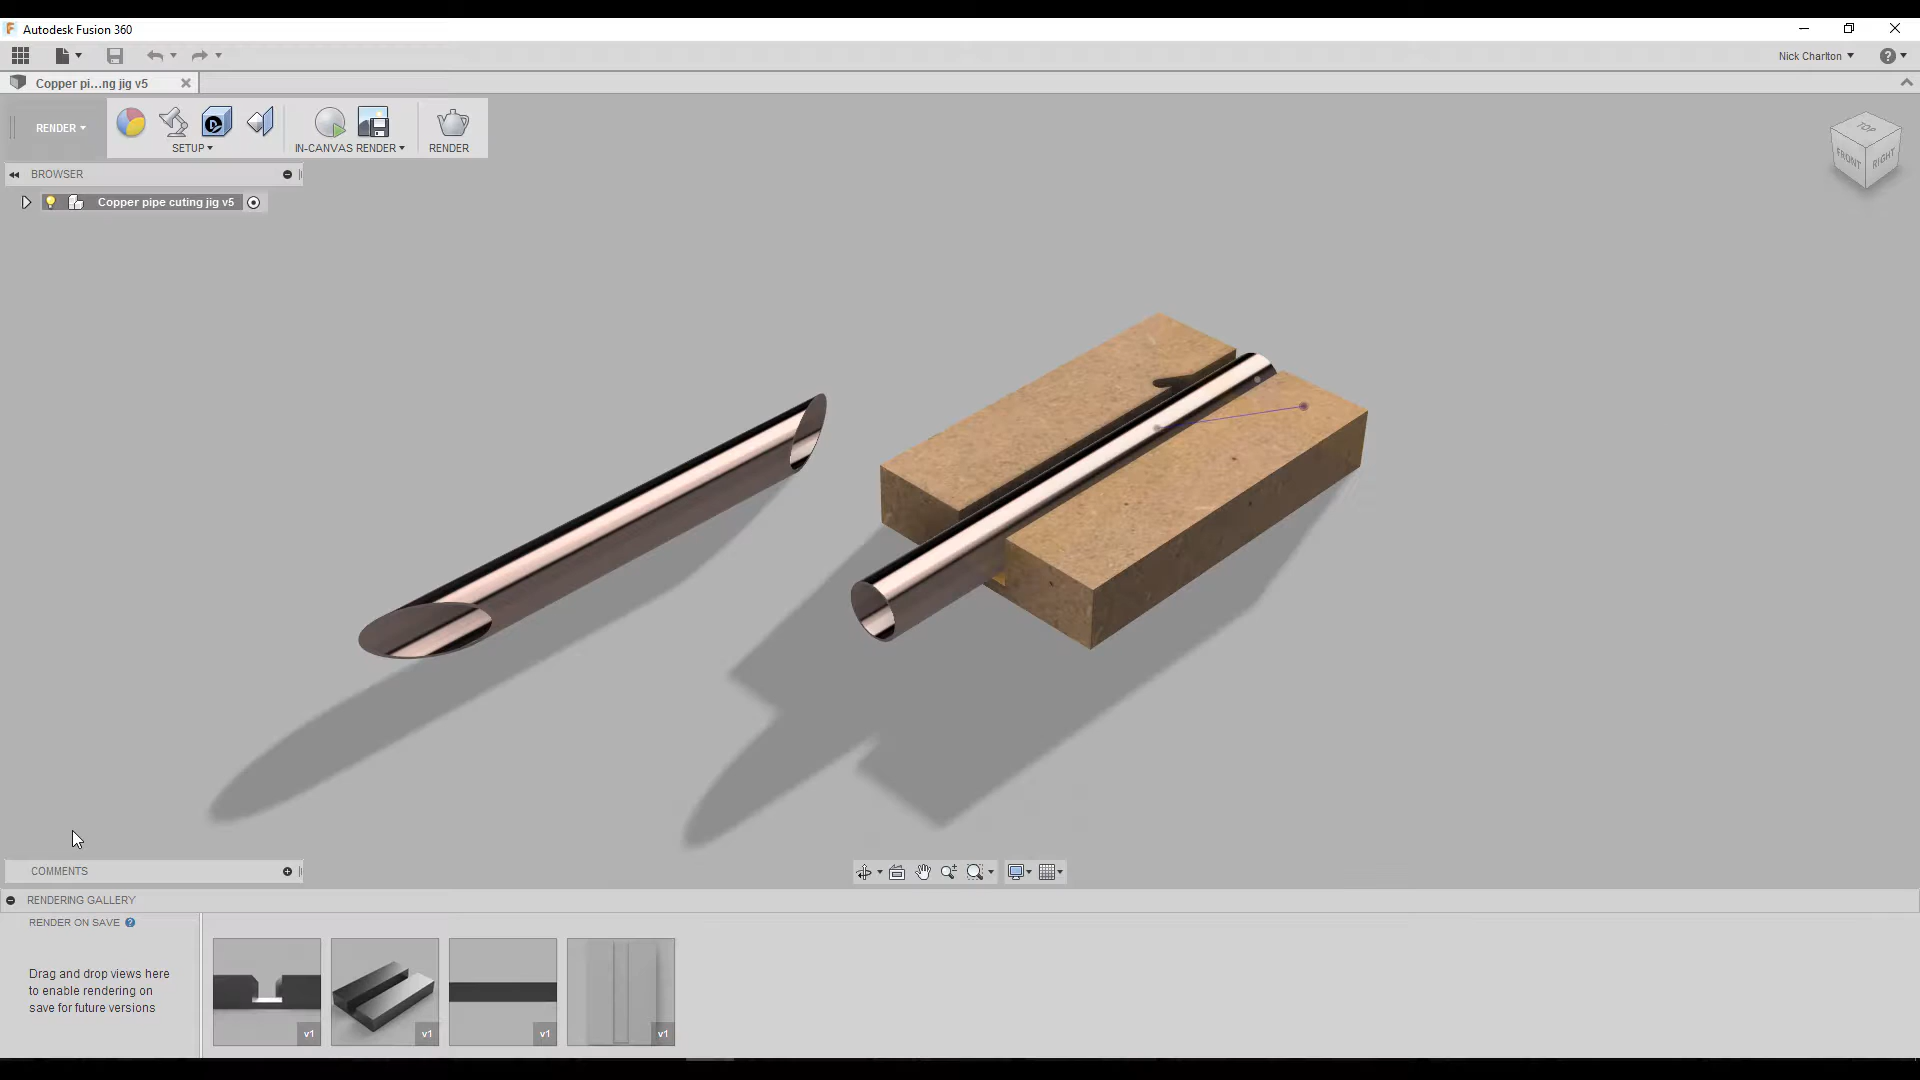 Autodesk Fusion 360
Nick Charlton
Copper pi...ng jig v5
RENDER
SETUP
IN-CANVAS RENDER
RENDER
TOP
FRONT
RIGHT
BROWSER
Copper pipe cuting jig v5
COMMENTS
RENDERING GALLERY
RENDER ON SAVE
Drag and drop views here
to enable rendering on
save for future versions
v1
v1
v1
v1